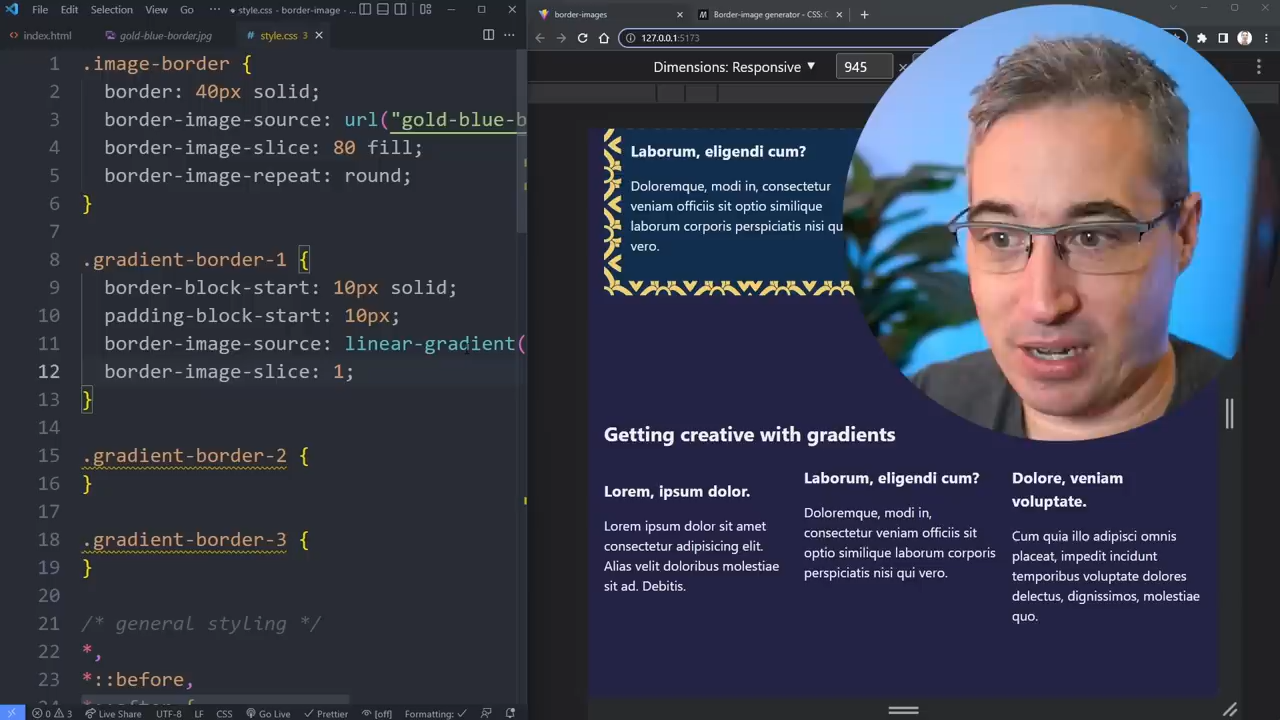 File Edit Selection View Go ··· style.css - border-image
index.html gold-blue-border.jpg style.css 3
1 .image-border {
2 border: 40px solid;
3 border-image-source: url("gold-blue-b
4 border-image-slice: 80 fill;
5 border-image-repeat: round;
6 }
7
8 .gradient-border-1 {
9 border-block-start: 10px solid;
10 padding-block-start: 10px;
11 border-image-source: linear-gradient(
12 border-image-slice: 1;
13 }
14
15 .gradient-border-2 {
16 }
17
18 .gradient-border-3 {
19 }
20
21 /* general styling */
22 *,
23 *::before,
0 3 Live Share UTF-8 LF CSS Go Live Prettier [off] Formatting:
border-images Border-image generator - CSS: C
127.0.0.1:5173
Dimensions: Responsive 945 ×
Laborum, eligendi cum?
Doloremque, modi in, consectetur
veniam officiis sit optio similique
laborum corporis perspiciatis nisi qu
vero.
Getting creative with gradients
Lorem, ipsum dolor.
Lorem ipsum dolor sit amet
consectetur adipisicing elit.
Alias velit doloribus molestiae
sit ad. Debitis.
Laborum, eligendi cum?
Doloremque, modi in,
consectetur veniam officiis sit
optio similique laborum corporis
perspiciatis nisi qui vero.
Dolore, veniam
voluptate.
Cum quia illo adipisci omnis
placeat, impedit incidunt
temporibus voluptate dolores
delectus, dignissimos, molestiae
quo.